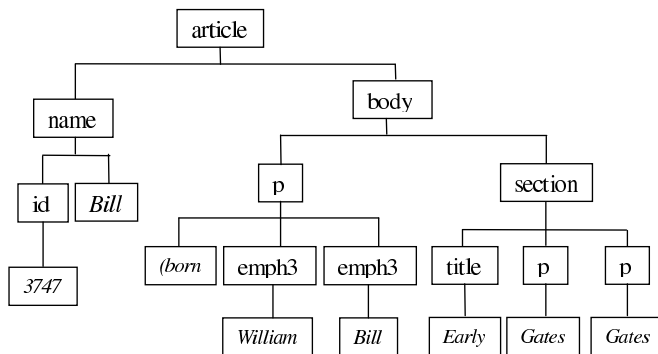 article
name
body
id
Bill
p
section
3747
(born
emph3
emph3
title
p
p
William
Bill
Early
Gates
Gates